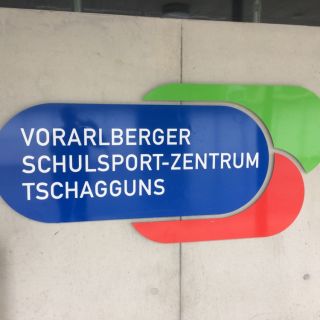 VORARLBERGER
SCHULSPORT-ZENTRUM
TSCHAGGUNS